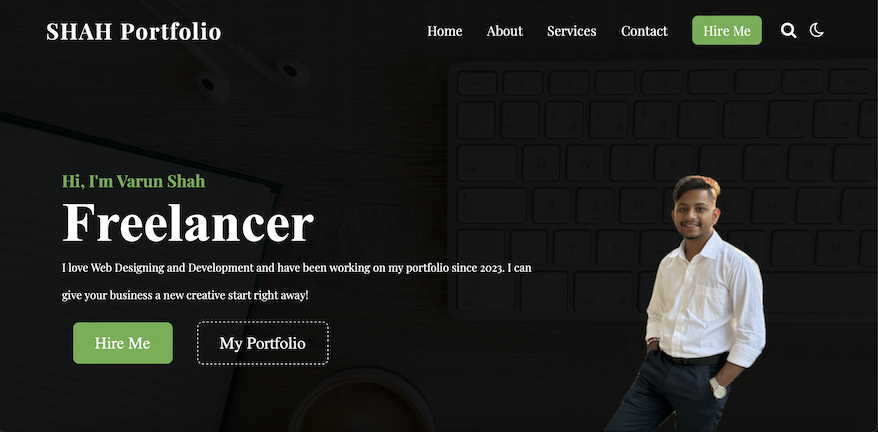 SHAH Portfolio
Home About Services Contact Hire Me
Hi, I'm Varun Shah
Freelancer
I love Web Designing and Development and have been working on my portfolio since 2023. I can
give your business a new creative start right away!
Hire Me My Portfolio